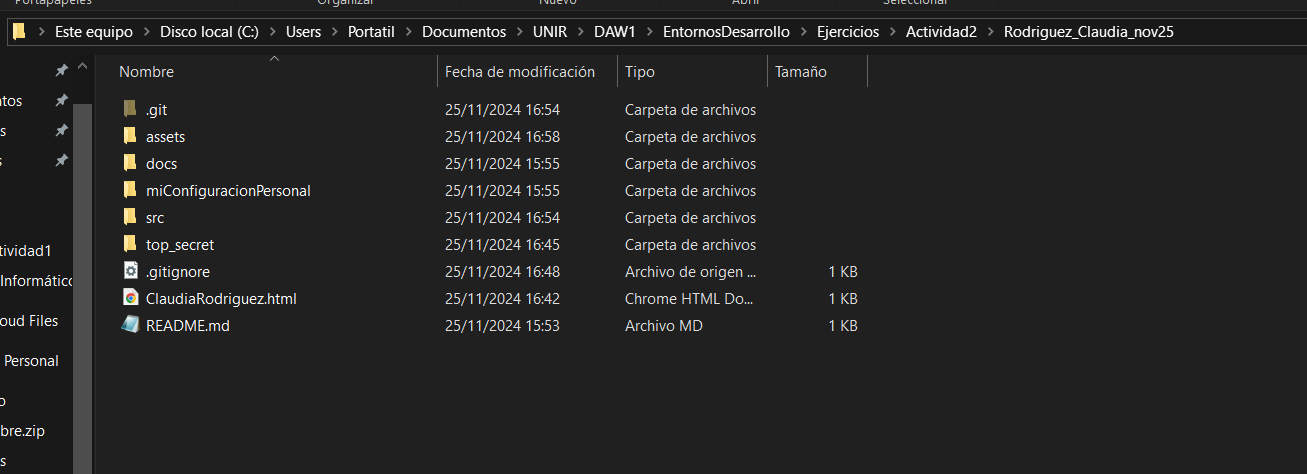 Portapapeles Organizar Nuevo Abrir Seleccionar
Este equipo > Disco local (C:) > Users > Portatil > Documentos > UNIR > DAW1 > EntornosDesarrollo > Ejercicios > Actividad2 > Rodriguez_Claudia_nov25
Nombre Fecha de modificación Tipo Tamaño
.git 25/11/2024 16:54 Carpeta de archivos
assets 25/11/2024 16:58 Carpeta de archivos
docs 25/11/2024 15:55 Carpeta de archivos
miConfiguracionPersonal 25/11/2024 15:55 Carpeta de archivos
src 25/11/2024 16:54 Carpeta de archivos
top_secret 25/11/2024 16:45 Carpeta de archivos
.gitignore 25/11/2024 16:48 Archivo de origen ... 1 KB
ClaudiaRodriguez.html 25/11/2024 16:42 Chrome HTML Do... 1 KB
README.md 25/11/2024 15:53 Archivo MD 1 KB
ntos
s
s
tividad1
Informátic
oud Files
Personal
o
bre.zip
s